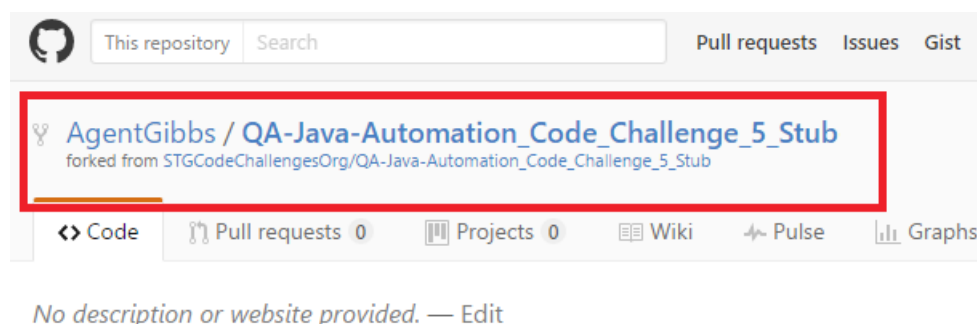 This repository Search Pull requests Issues Gist
AgentGibbs / QA-Java-Automation_Code_Challenge_5_Stub
forked from STGCodeChallengesOrg/QA-Java-Automation_Code_Challenge_5_Stub
<> Code Pull requests 0 Projects 0 Wiki Pulse Graphs
No description or website provided. — Edit